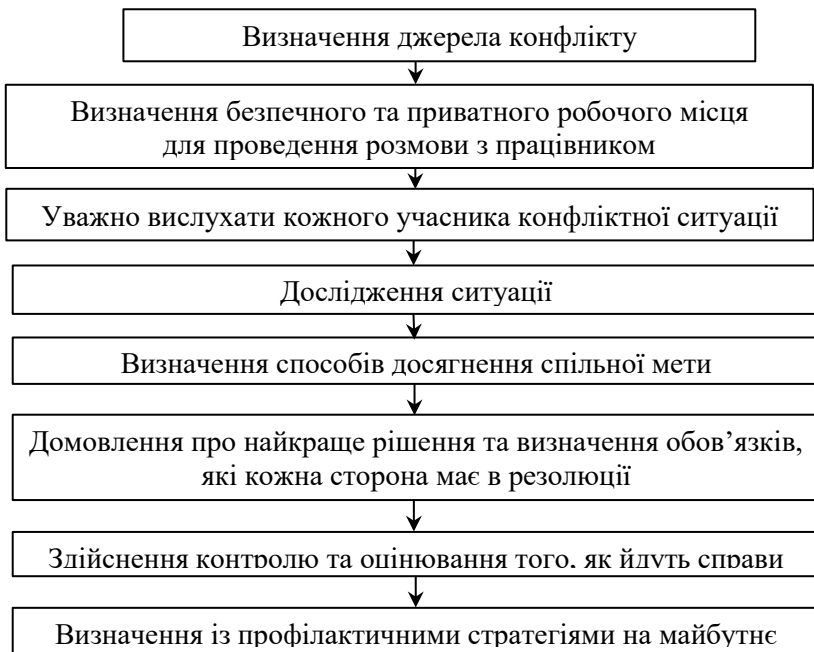 Визначення джерела конфлікту
Визначення безпечного та приватного робочого місця
для проведення розмови з працівником
Уважно вислухати кожного учасника конфліктної ситуації
Дослідження ситуації
Визначення способів досягнення спільної мети
Домовлення про найкраще рішення та визначення обов’язків,
які кожна сторона має в резолюції
Здійснення контролю та оцінювання того, як йдуть справи
Визначення із профілактичними стратегіями на майбутнє